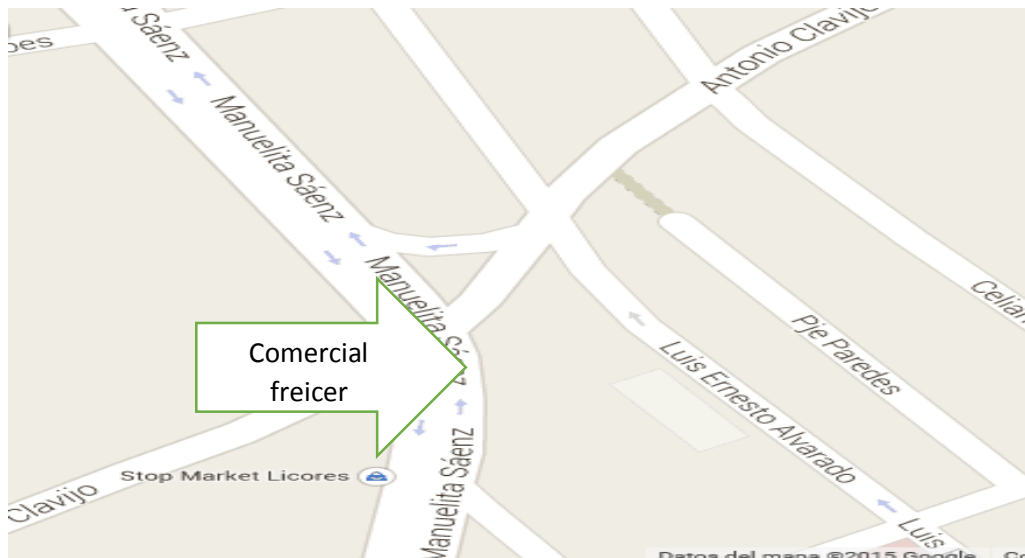 Sáenz
Antonio Clavijo
Manuelita Sáenz
Manuelita Sáenz
Comercial
freicer
Pje Paredes
Luis Ernesto Alvarado
Stop Market Licores
Clavijo
Manuelita Sáenz
Luis
Datos del mapa ©2015 Google